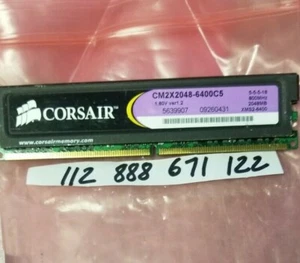 CORSAIR
www.corsairmemory.com
CM2X2048-6400C5
1.80V ver1.2
5639907 09260431
5-5-5-18
800MHz
2048MB
XMS2-6400
112 888 671 122